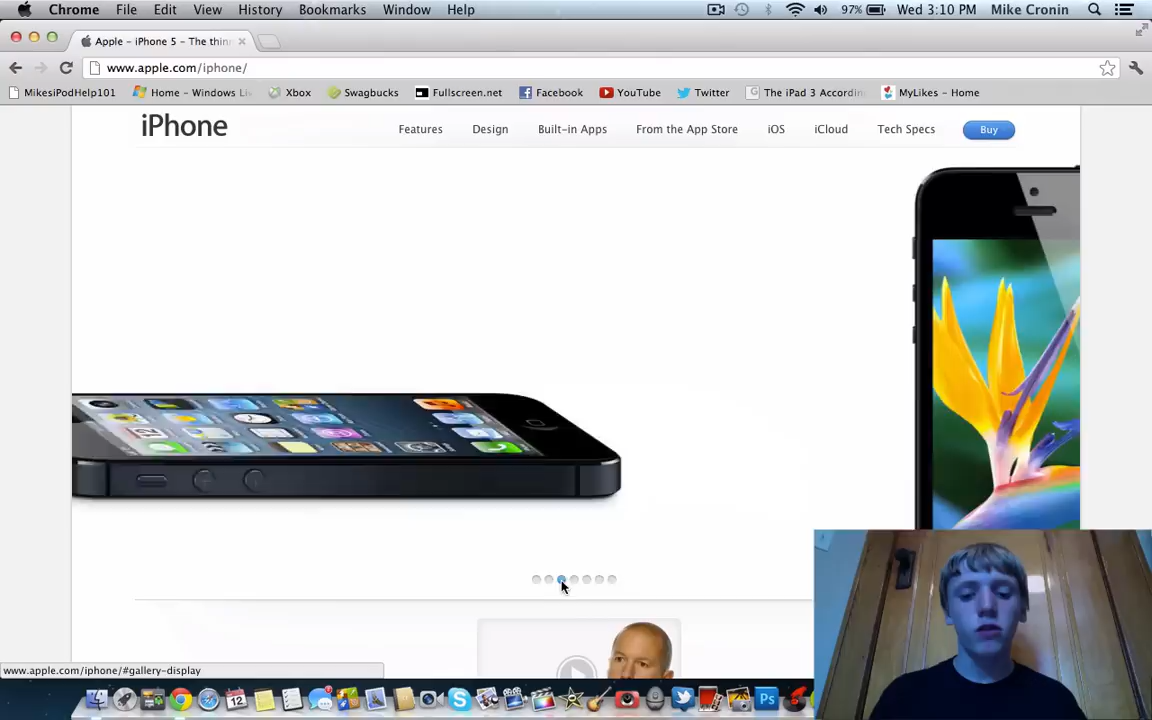 Chrome File Edit View History Bookmarks Window Help 97% Wed 3:10 PM Mike Cronin
Apple – iPhone 5 – The thin
www.apple.com/iphone/
MikesiPodHelp101 Home – Windows Li Xbox Swagbucks Fullscreen.net Facebook YouTube Twitter The iPad 3 Accordin MyLikes – Home
iPhone Features Design Built-in Apps From the App Store iOS iCloud Tech Specs Buy
www.apple.com/iphone/#gallery-display